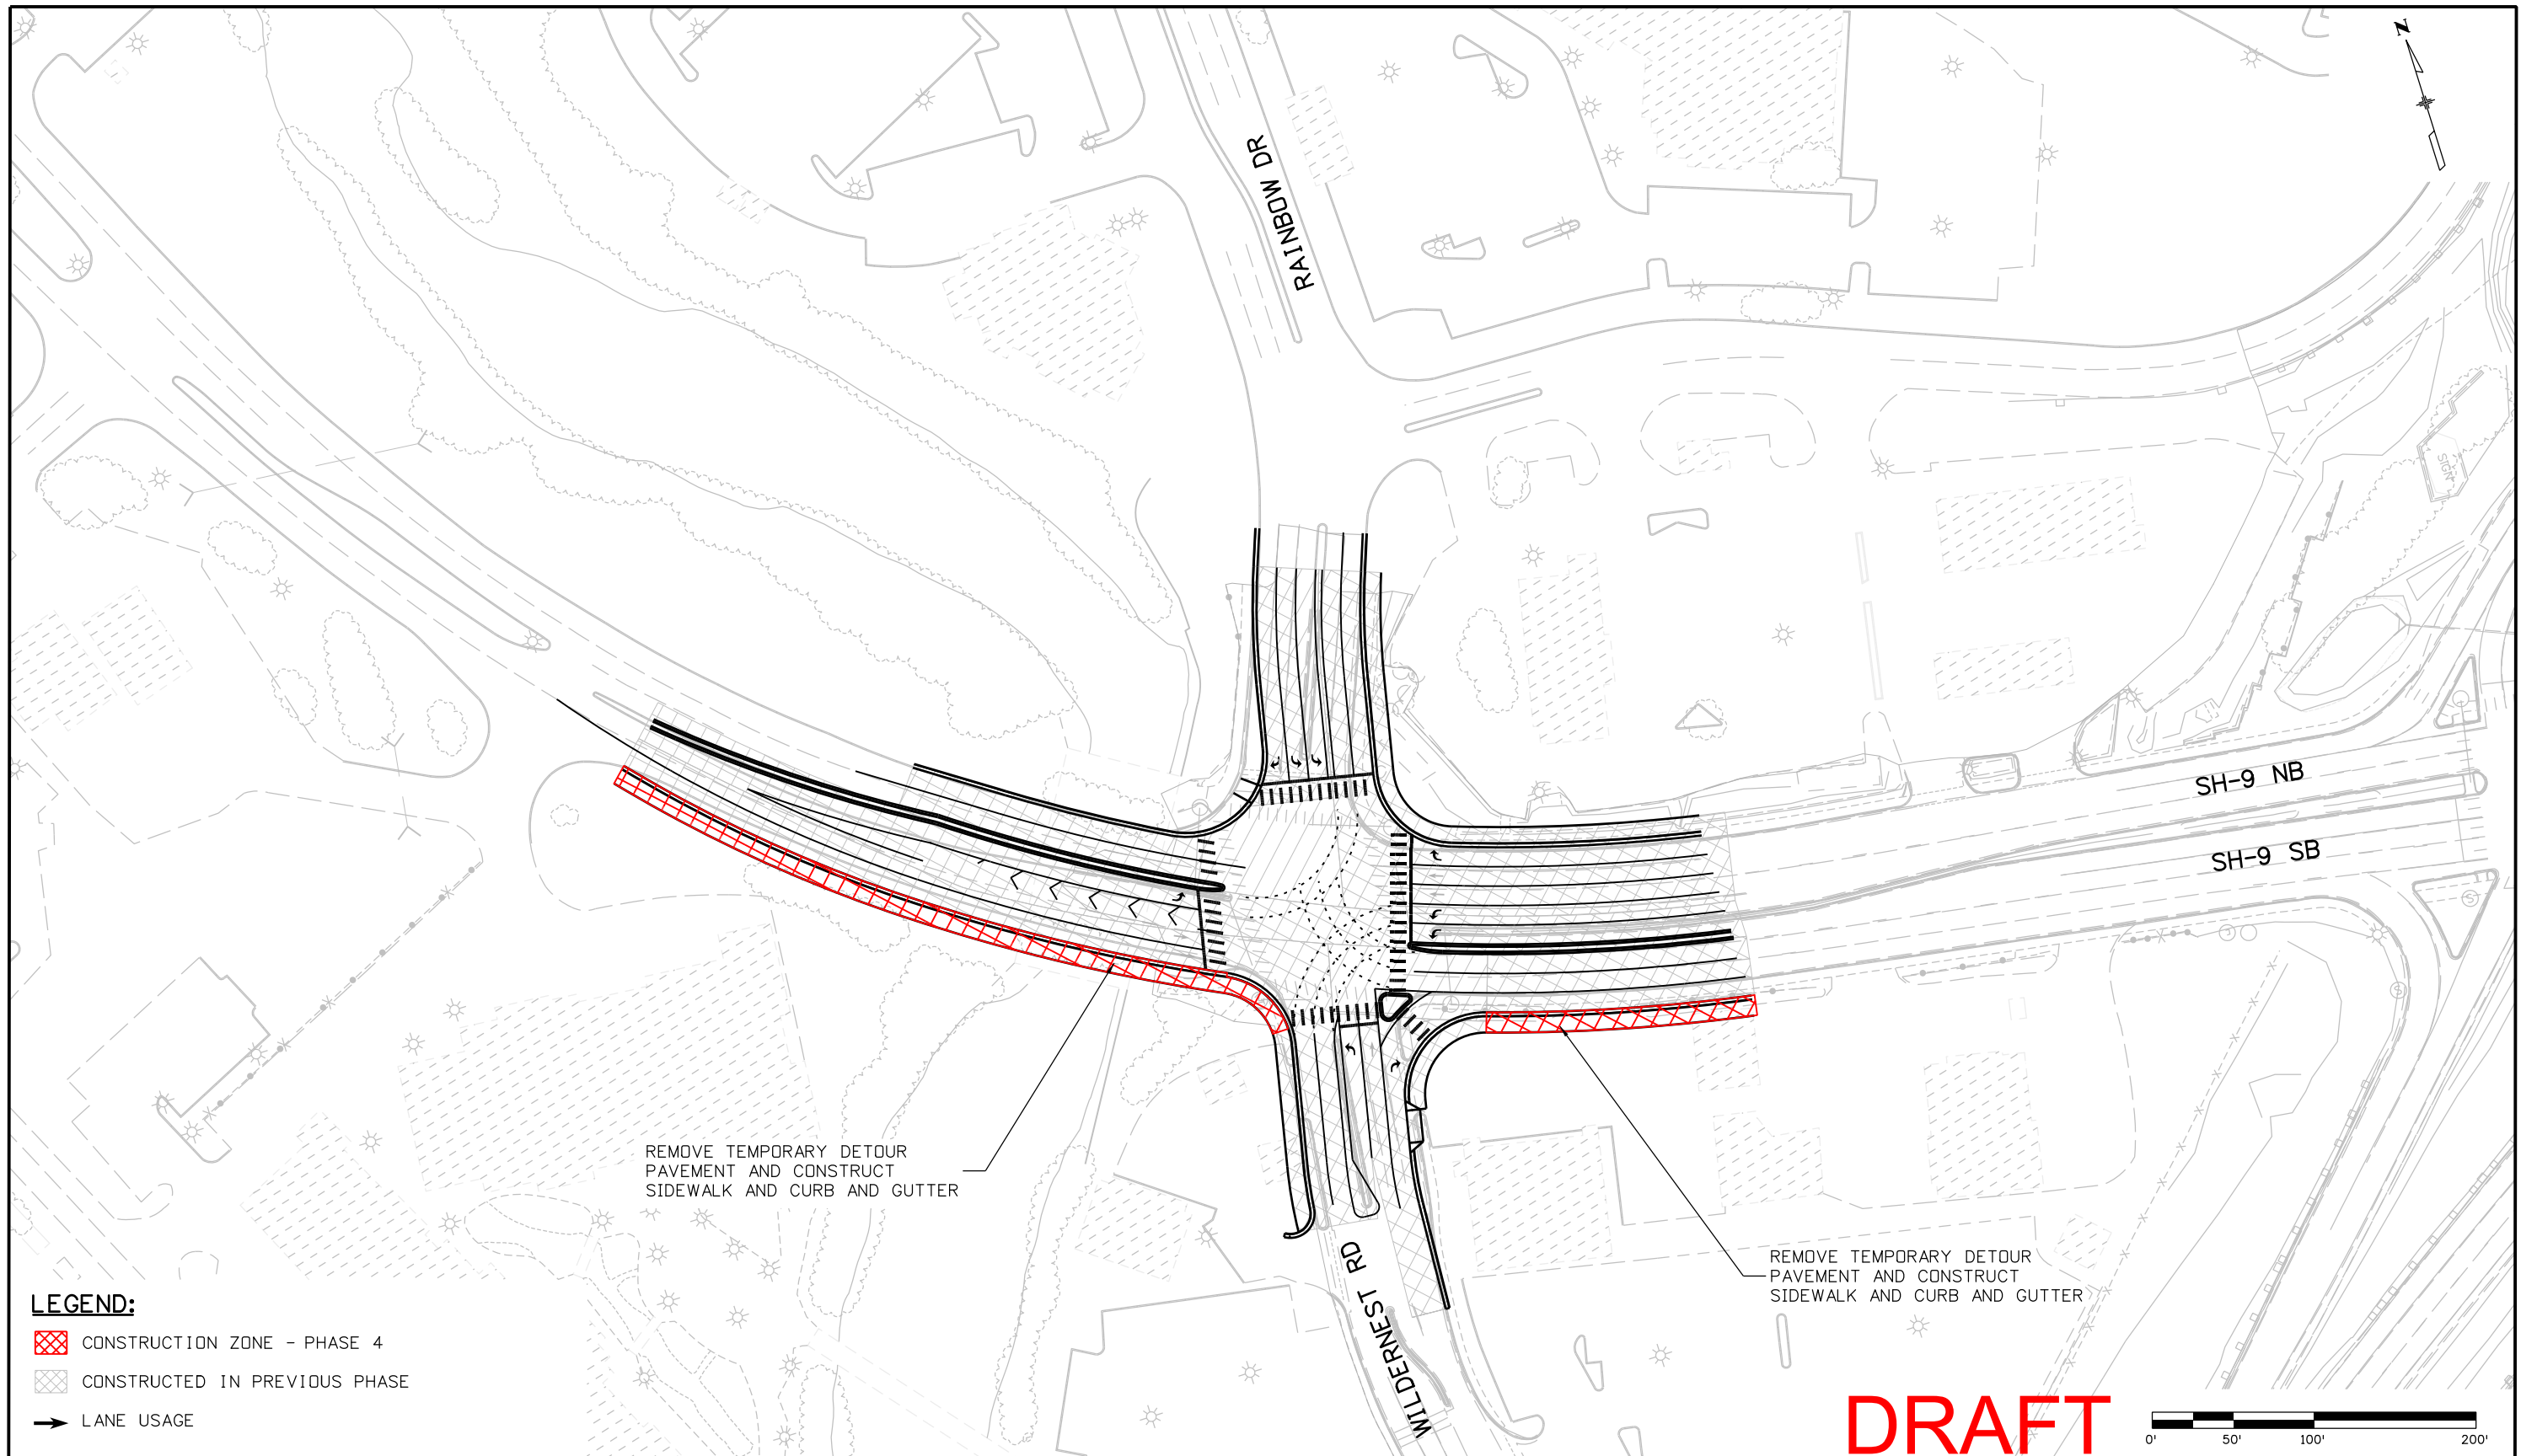 N
RAINBOW DR
SIGN
SH-9 NB
SH-9 SB
REMOVE TEMPORARY DETOUR
PAVEMENT AND CONSTRUCT
SIDEWALK AND CURB AND GUTTER
REMOVE TEMPORARY DETOUR
PAVEMENT AND CONSTRUCT
SIDEWALK AND CURB AND GUTTER
WILDERNEST RD
LEGEND:
CONSTRUCTION ZONE - PHASE 4
CONSTRUCTED IN PREVIOUS PHASE
LANE USAGE
DRAFT
0' 50' 100' 200'